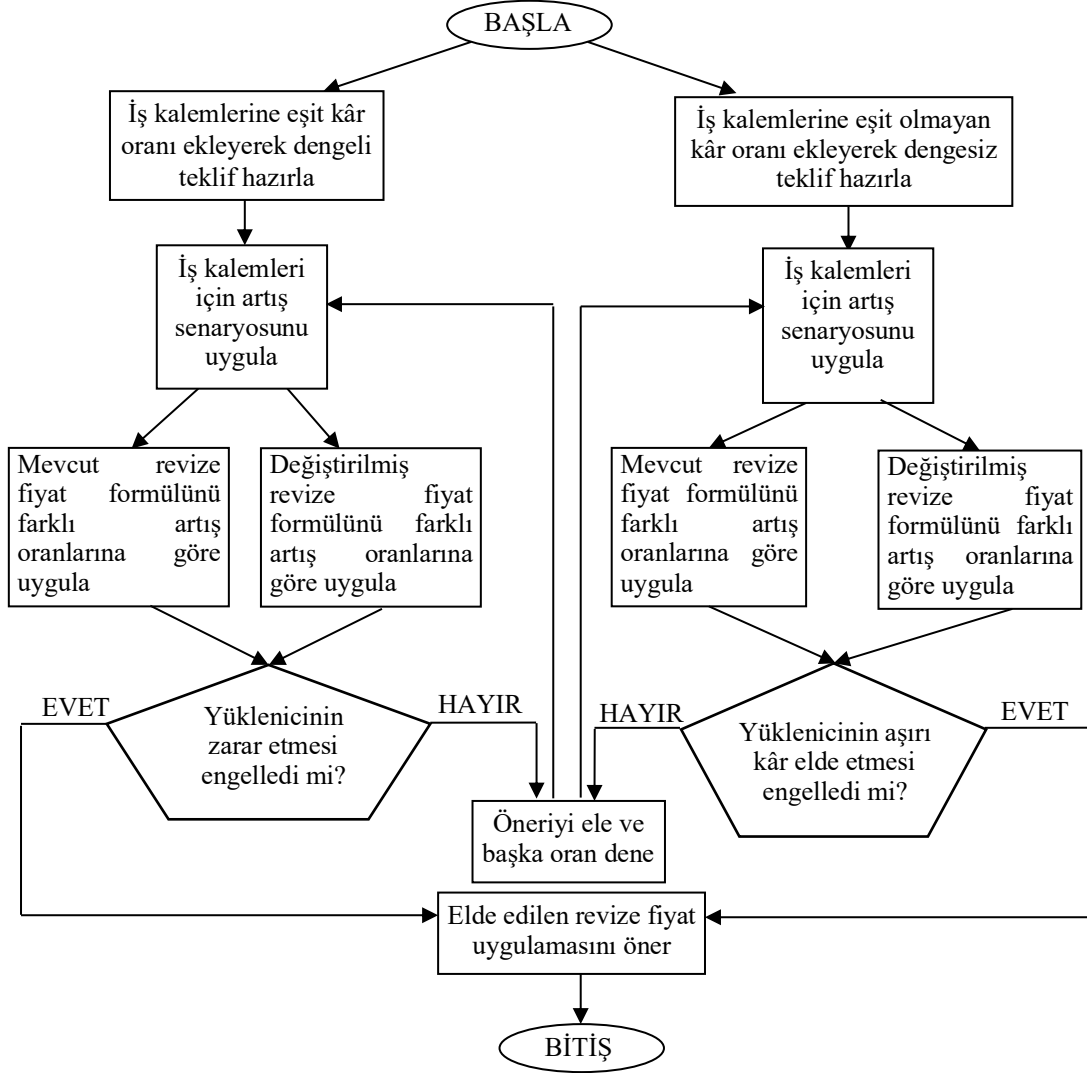 BAŞLA
İş kalemlerine eşit kâr
oranı ekleyerek dengeli
teklif hazırla
İş kalemlerine eşit olmayan
kâr oranı ekleyerek dengesiz
teklif hazırla
İş kalemleri
için artış
senaryosunu
uygula
İş kalemleri
için artış
senaryosunu
uygula
Mevcut revize
fiyat formülünü
farklı artış
oranlarına göre
uygula
Değiştirilmiş
revize fiyat
formülünü farklı
artış oranlarına
göre uygula
Mevcut revize
fiyat formülünü
farklı artış
oranlarına göre
uygula
Değiştirilmiş
revize fiyat
formülünü farklı
artış oranlarına
göre uygula
EVET
Yüklenicinin
zarar etmesi
engelledi mi?
HAYIR
HAYIR
Yüklenicinin aşırı
kâr elde etmesi
engelledi mi?
EVET
Öneriyi ele ve
başka oran dene
Elde edilen revize fiyat
uygulamasını öner
BİTİŞ